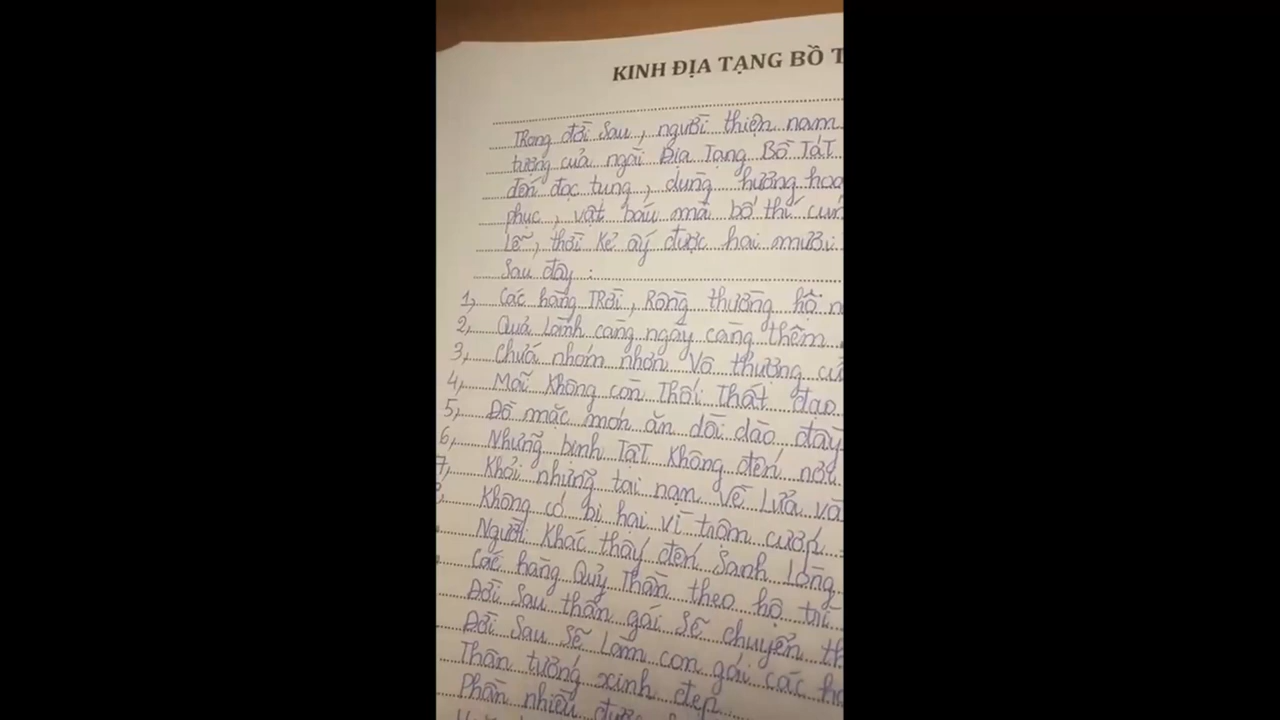 KINH ĐỊA TẠNG BỒ
Trong đời sau, người thiện nam
tượng của ngài Địa Tạng Bồ Tát
đến đọc tụng, dùng hương hoa
phục, vật báu mà bố thí cún
lễ, thời kẻ ấy được hai mươi
sau đây :
1, Các hàng Trời, Rồng thường hộ
2, Quả lành càng ngày càng thêm
3, Chứa nhóm nhơn Vô thượng
4, Mãi không còn Thối Thất đạo
5, Đồ mặc món ăn dồi dào đầy
6, Những bịnh Tật không đến nơi
7, Khỏi những tai nạn về Lửa và
Không có bị hại vì trộm cướp
Người khác thấy đến sanh lòng
Các hàng Quỷ Thần theo hộ trì
Đời sau thân gái sẽ chuyển
Đời sau sẽ làm con gái các
Thân tướng xinh đẹp
Phần nhiều được